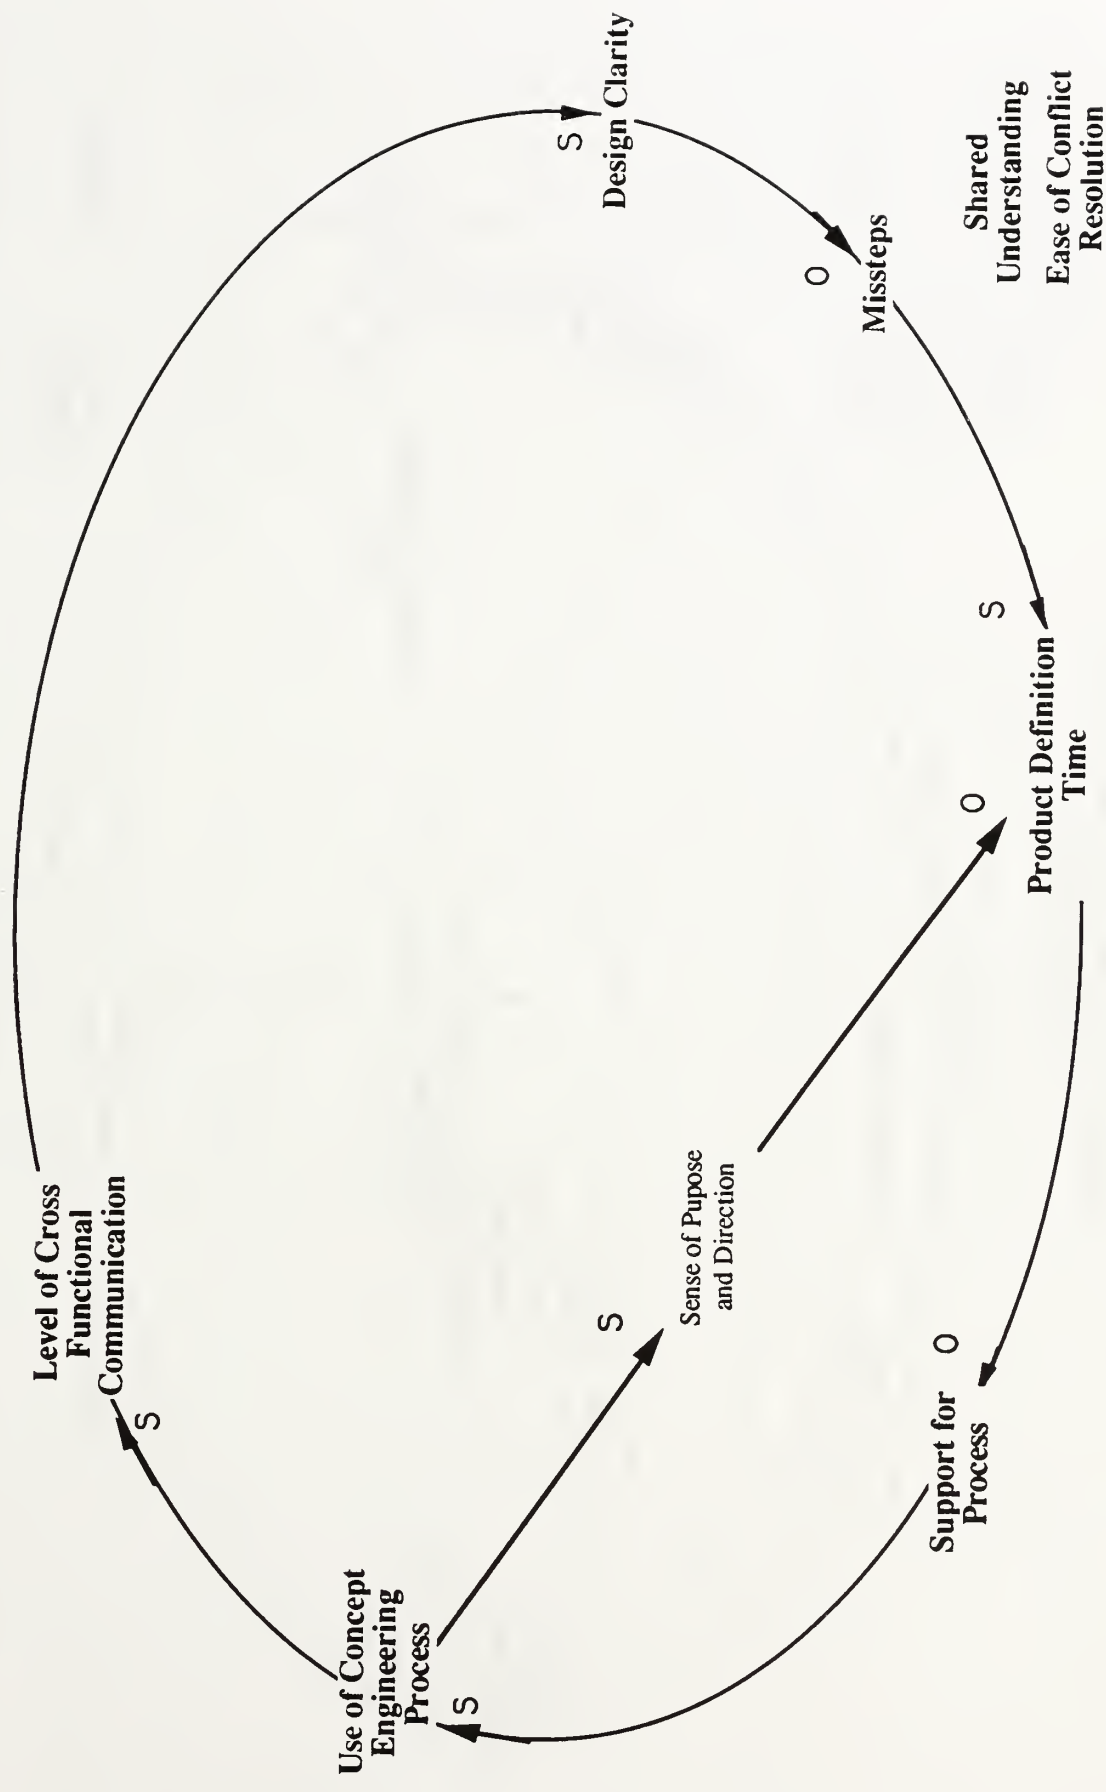 Level of Cross
Functional
Communication
S
Use of Concept
Engineering
Process
S
S
Sense of Pupose
and Direction
Support for
Process
O
O
Product Definition
Time
S
O
Missteps
S
Design Clarity
Shared
Understanding
Ease of Conflict
Resolution